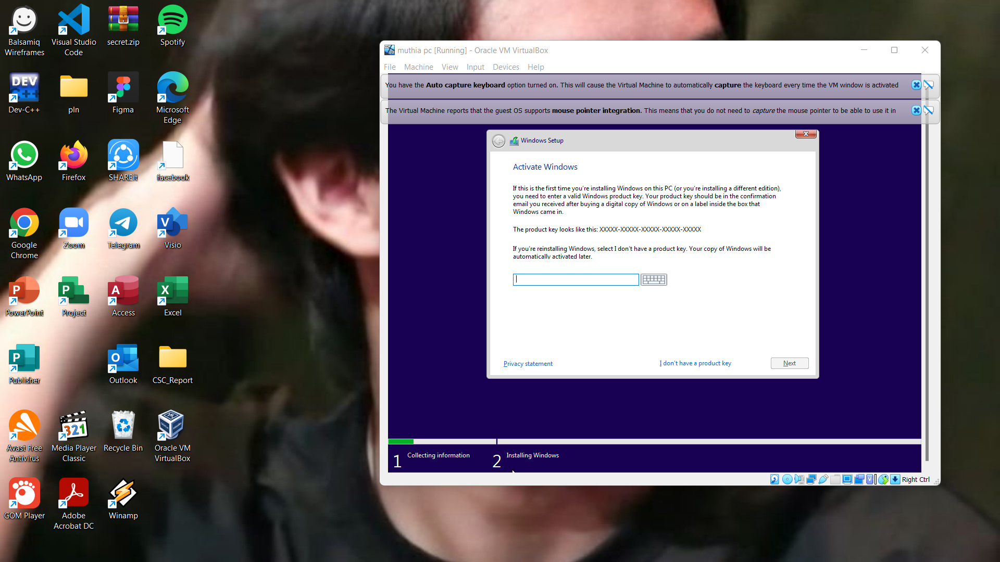 Balsamiq
Wireframes
Visual Studio
Code
secret.zip
Spotify
DEV
C++
Dev-C++
pln
Figma
Microsoft
Edge
WhatsApp
Firefox
SHAREit
facebook
Google
Chrome
Zoom
Telegram
V
Visio
P
PowerPoint
P
Project
A
Access
X
Excel
P
Publisher
O
Outlook
CSC_Report
Avast Free
Antivirus
321
Media Player
Classic
Recycle Bin
Oracle VM
VirtualBox
GOM Player
Adobe
Acrobat DC
Winamp
muthia pc [Running] - Oracle VM VirtualBox
File Machine View Input Devices Help
You have the Auto capture keyboard option turned on. This will cause the Virtual Machine to automatically capture the keyboard every time the VM window is activated
The Virtual Machine reports that the guest OS supports mouse pointer integration. This means that you do not need to capture the mouse pointer to be able to use it in
Windows Setup
Activate Windows
If this is the first time you're installing Windows on this PC (or you're installing a different edition),
you need to enter a valid Windows product key. Your product key should be in the confirmation
email you received after buying a digital copy of Windows or on a label inside the box that
Windows came in.
The product key looks like this: XXXXX-XXXXX-XXXXX-XXXXX-XXXXX
If you're reinstalling Windows, select I don't have a product key. Your copy of Windows will be
automatically activated later.
Privacy statement
I don't have a product key
Next
1 Collecting information
2 Installing Windows
Right Ctrl